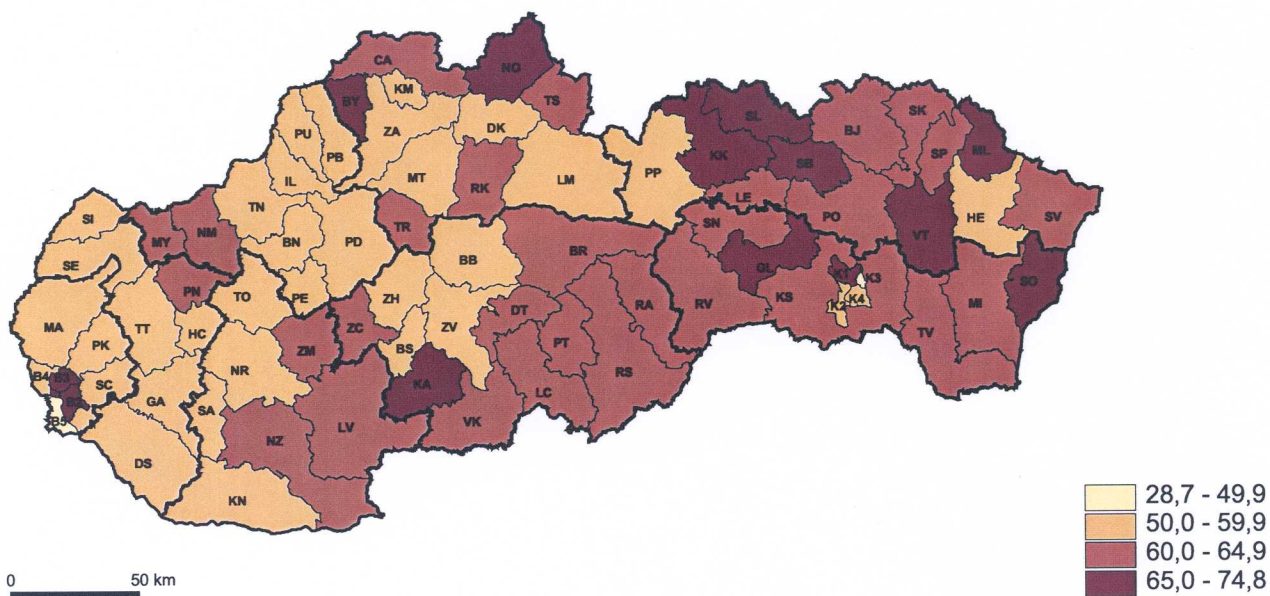 CA
NO
TS
BY
KM
ZA
DK
PU
PB
IL
MT
RK
LM
PP
KK
SL
SB
LE
BJ
SK
SP
ML
HE
SV
PO
VT
SN
GL
K1
K3
K2
K4
KS
RV
TV
MI
SO
SI
SE
MY
NM
TN
BN
PD
TR
BB
BR
PN
TO
PE
ZH
MA
TT
HC
PK
ZM
ZC
BS
ZV
DT
PT
RA
RS
LC
B4
B3
SC
NR
KA
B5
GA
SA
LV
VK
DS
NZ
KN
28,7 - 49,9
50,0 - 59,9
60,0 - 64,9
65,0 - 74,8
0 50 km